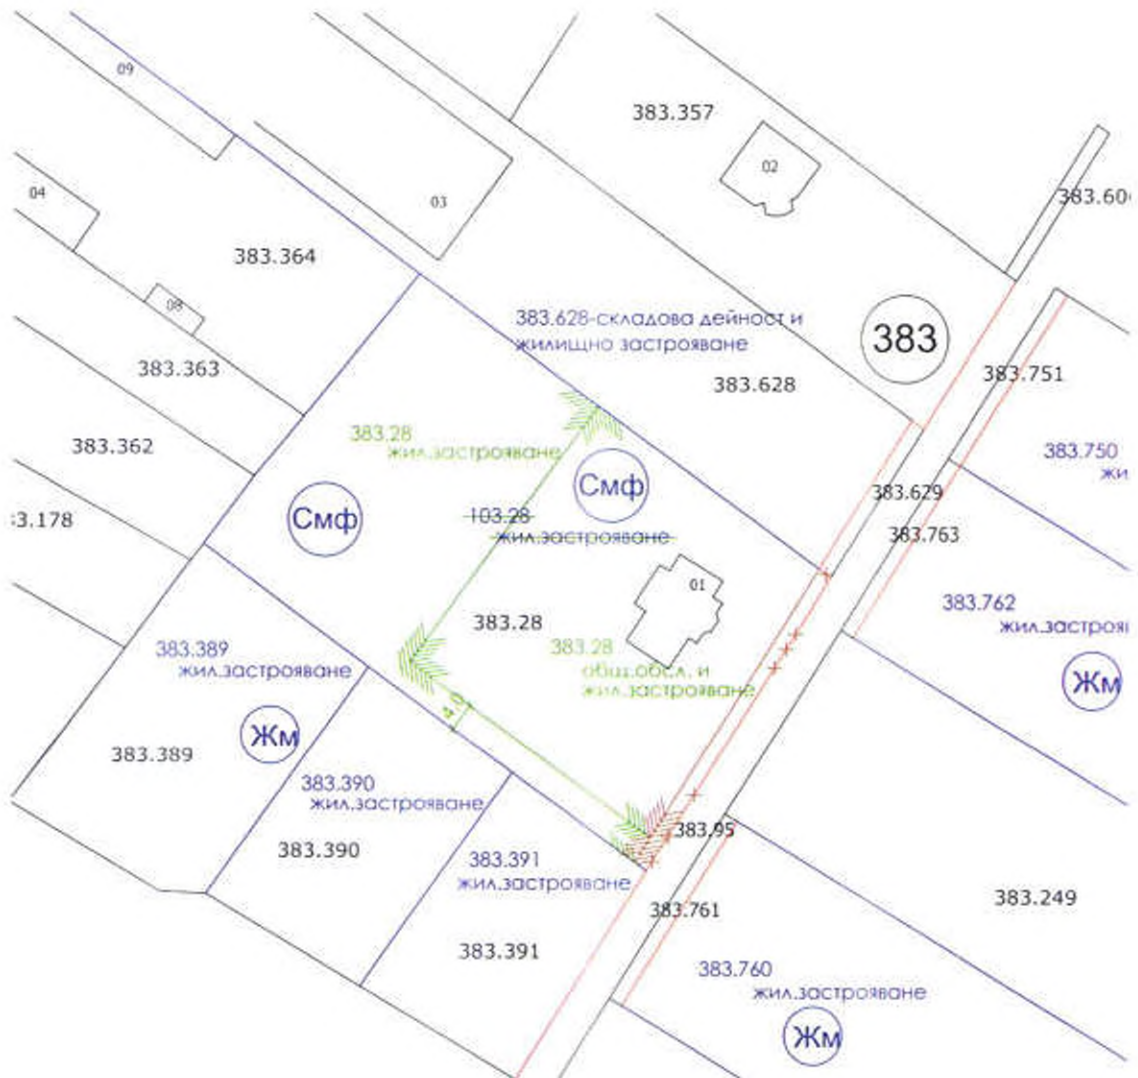 09
383.357
02
04
03
383.60
383.364
08
383.628-складова дейност и
жилищно застрояване
383
383.363
383.628
383.751
383.28
жил.застрояване
383.362
383.750
жи
Смф
383.629
3.178
Смф
103.28
жил.застрояване
383.763
01
383.762
жил.строя
383.28
383.389
жил.застрояване
383.28
общ.обсл. и
жил.застрояване
Жм
4.0
Жм
383.389
383.390
жил.застрояване
383.95
383.390
383.391
жил.застрояване
383.249
383.761
383.391
383.760
жил.застрояване
Жм